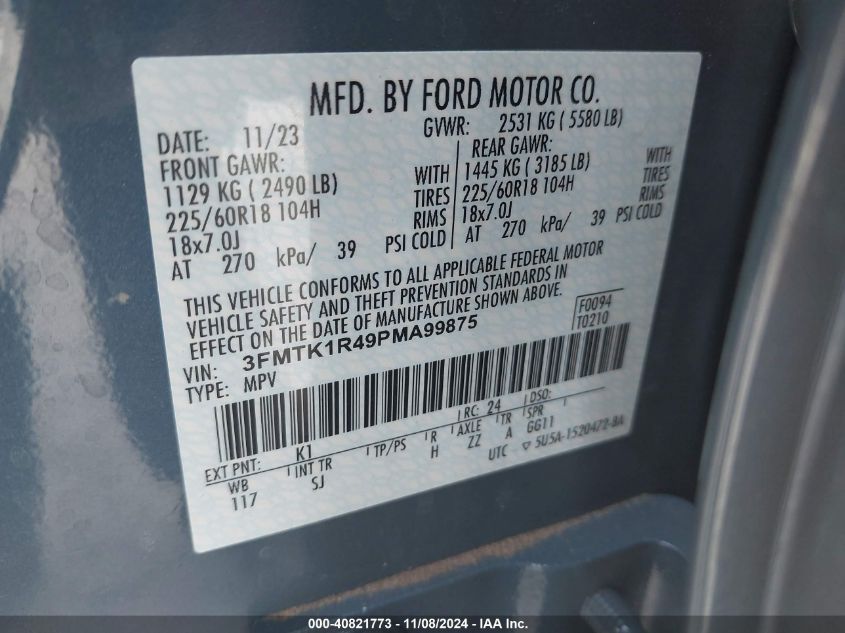 MFD. BY FORD MOTOR CO.
DATE: 11/23 GVWR: 2531 KG ( 5580 LB)
FRONT GAWR: REAR GAWR:
1129 KG ( 2490 LB) WITH 1445 KG ( 3185 LB) WITH
225/60R18 104H TIRES 225/60R18 104H TIRES
18x7.0J RIMS 18x7.0J RIMS
AT 270 kPa/ 39 PSI COLD AT 270 kPa/ 39 PSI COLD
THIS VEHICLE CONFORMS TO ALL APPLICABLE FEDERAL MOTOR
VEHICLE SAFETY AND THEFT PREVENTION STANDARDS IN
EFFECT ON THE DATE OF MANUFACTURE SHOWN ABOVE.
F0094
T0210
VIN: 3FMTK1R49PMA99875
TYPE: MPV
EXT PNT: K1 RC: 24 DSO:
WB INT TR TP/PS R AXLE TR SPR
117 SJ H ZZ A GG11
UTC ▽ 5U5A-1520472-BA
000-40821773 - 11/08/2024 - IAA Inc.